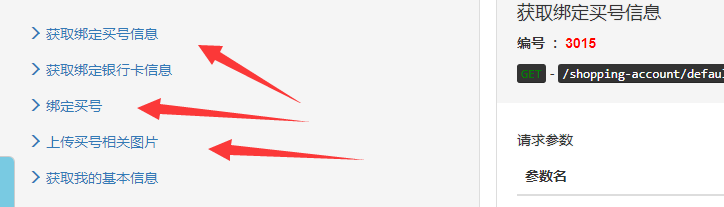 获取绑定买号信息
获取绑定银行卡信息
绑定买号
上传买号相关图片
获取我的基本信息
获取绑定买号信息
编号 : 3015
GET - /shopping-account/defau
请求参数
参数名